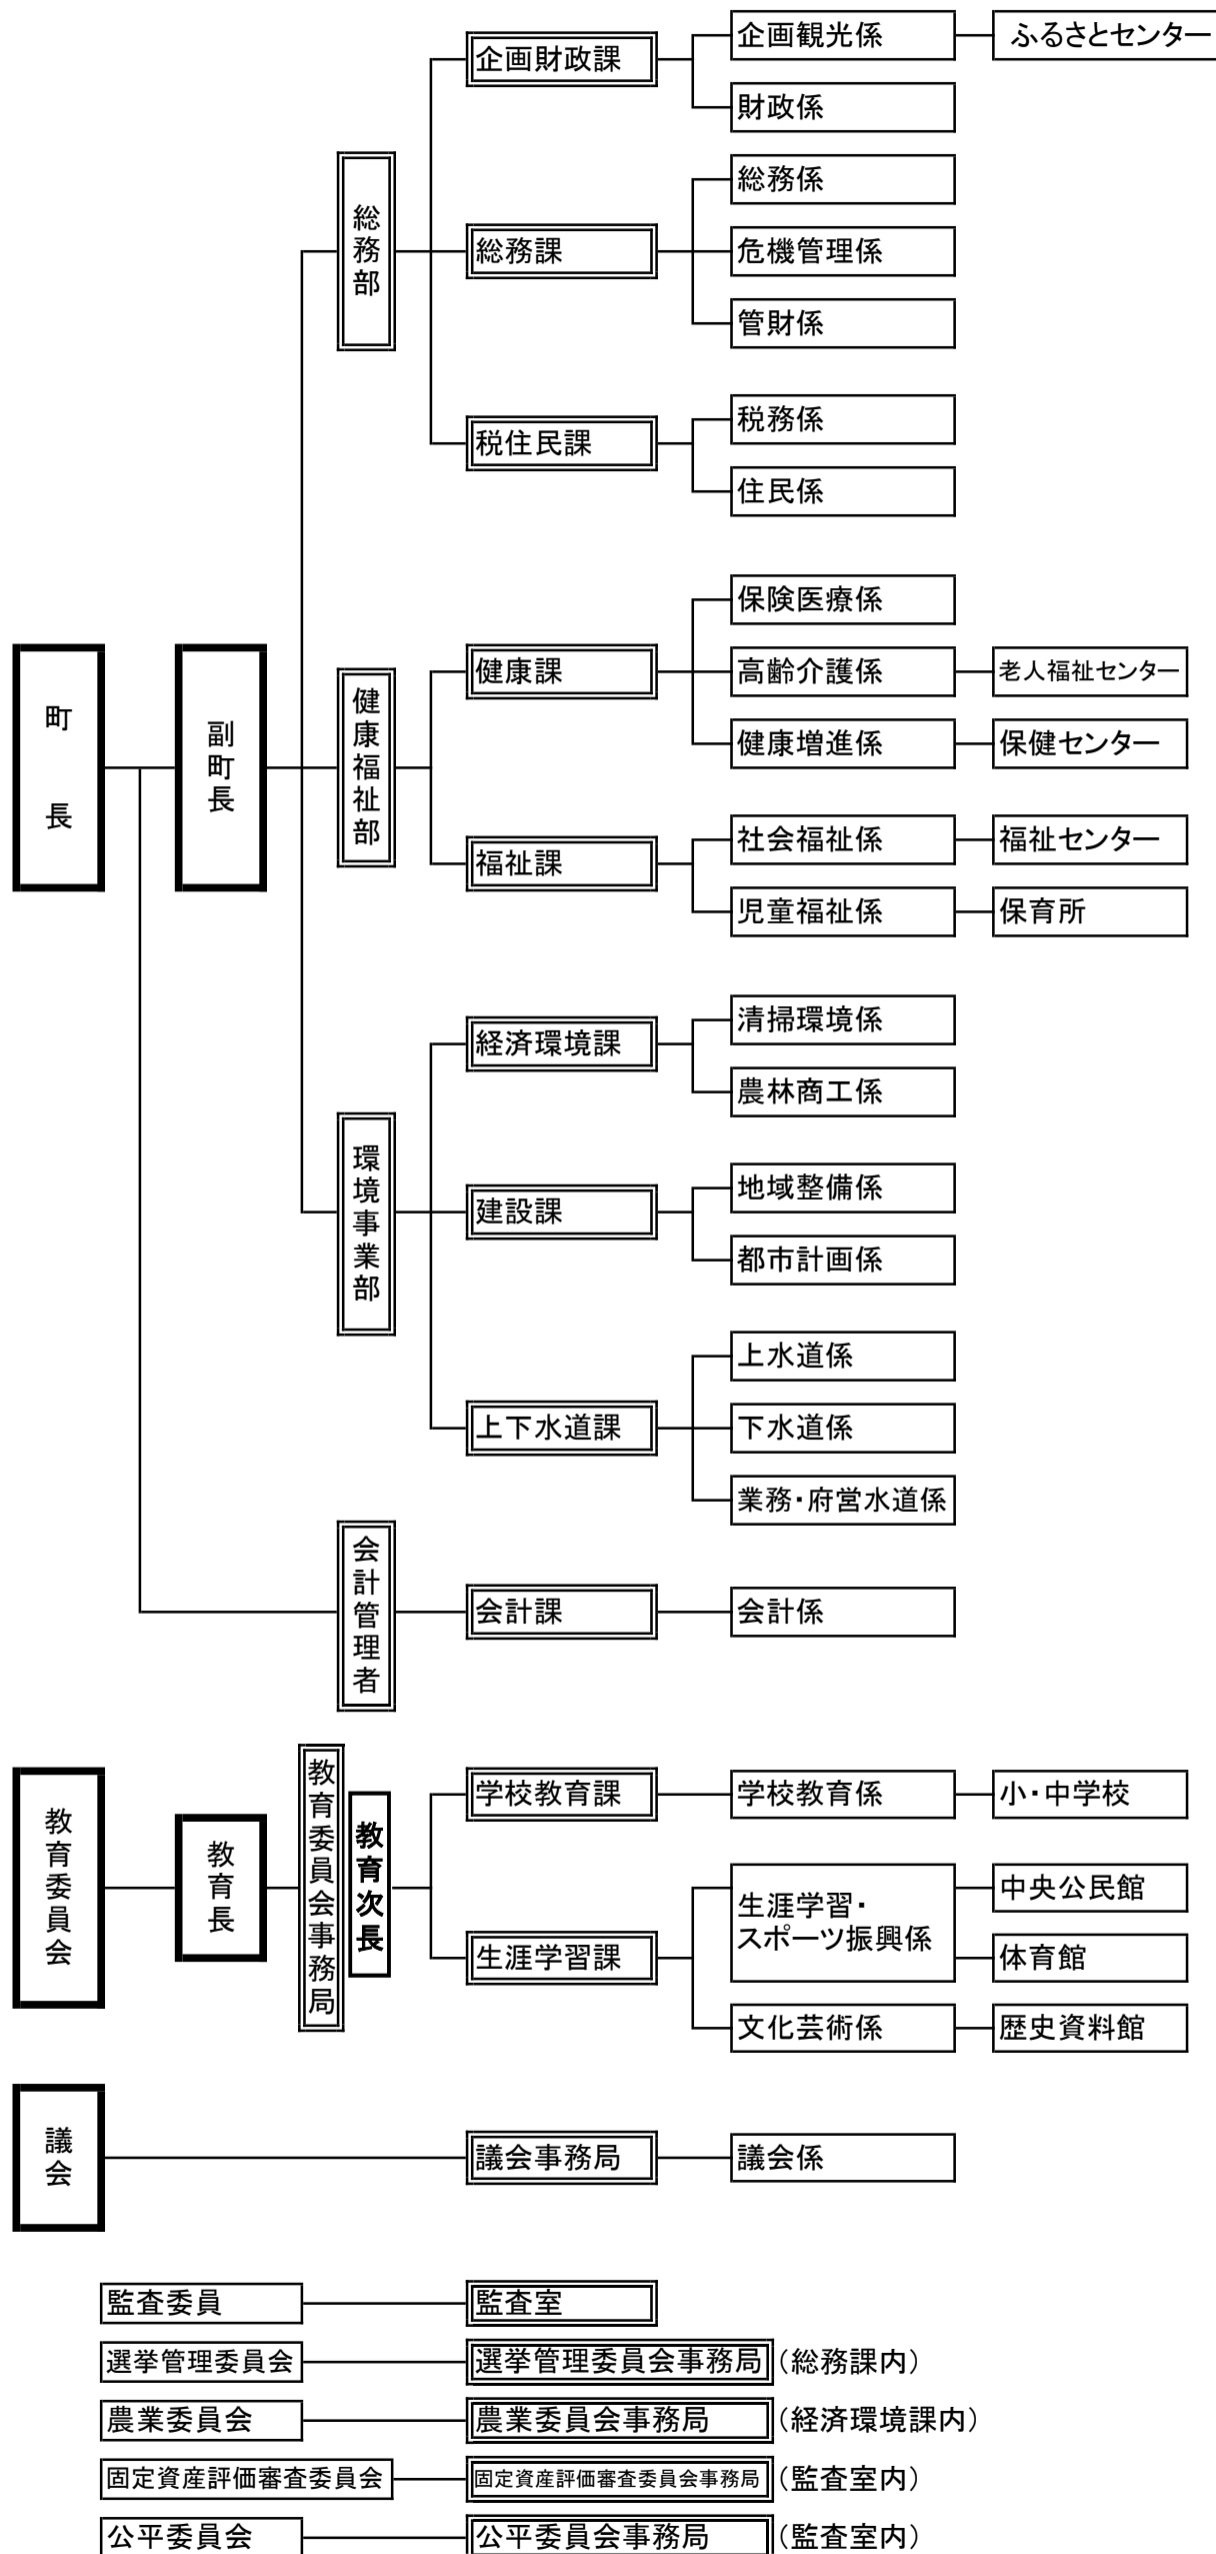 企画財政課
企画観光係
ふるさとセンター
財政係
総務部
総務課
総務係
危機管理係
管財係
税住民課
税務係
住民係
町長
副町長
健康福祉部
健康課
保険医療係
高齢介護係
老人福祉センター
健康増進係
保健センター
福祉課
社会福祉係
福祉センター
児童福祉係
保育所
環境事業部
経済環境課
清掃環境係
農林商工係
建設課
地域整備係
都市計画係
上下水道課
上水道係
下水道係
業務・府営水道係
会計管理者
会計課
会計係
教育委員会
教育長
教育委員会事務局
教育次長
学校教育課
学校教育係
小・中学校
生涯学習課
生涯学習・
スポーツ振興係
中央公民館
体育館
文化芸術係
歴史資料館
議会
議会事務局
議会係
監査委員
監査室
選挙管理委員会
選挙管理委員会事務局
（総務課内）
農業委員会
農業委員会事務局
（経済環境課内）
固定資産評価審査委員会
固定資産評価審査委員会事務局
（監査室内）
公平委員会
公平委員会事務局
（監査室内）